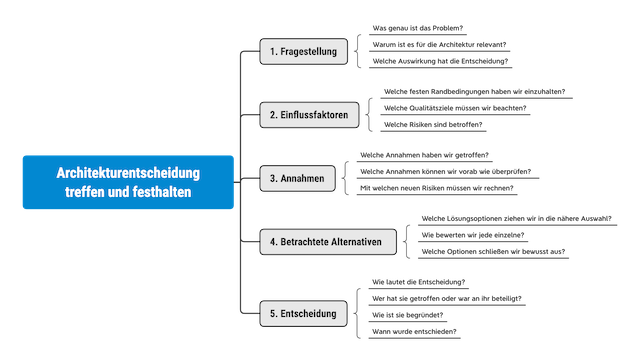 Architekturentscheidung
treffen und festhalten
1. Fragestellung
Was genau ist das Problem?
Warum ist es für die Architektur relevant?
Welche Auswirkung hat die Entscheidung?
2. Einflussfaktoren
Welche festen Randbedingungen haben wir einzuhalten?
Welche Qualitätsziele müssen wir beachten?
Welche Risiken sind betroffen?
3. Annahmen
Welche Annahmen haben wir getroffen?
Welche Annahmen können wir vorab wie überprüfen?
Mit welchen neuen Risiken müssen wir rechnen?
4. Betrachtete Alternativen
Welche Lösungsoptionen ziehen wir in die nähere Auswahl?
Wie bewerten wir jede einzelne?
Welche Optionen schließen wir bewusst aus?
5. Entscheidung
Wie lautet die Entscheidung?
Wer hat sie getroffen oder war an ihr beteiligt?
Wie ist sie begründet?
Wann wurde entschieden?